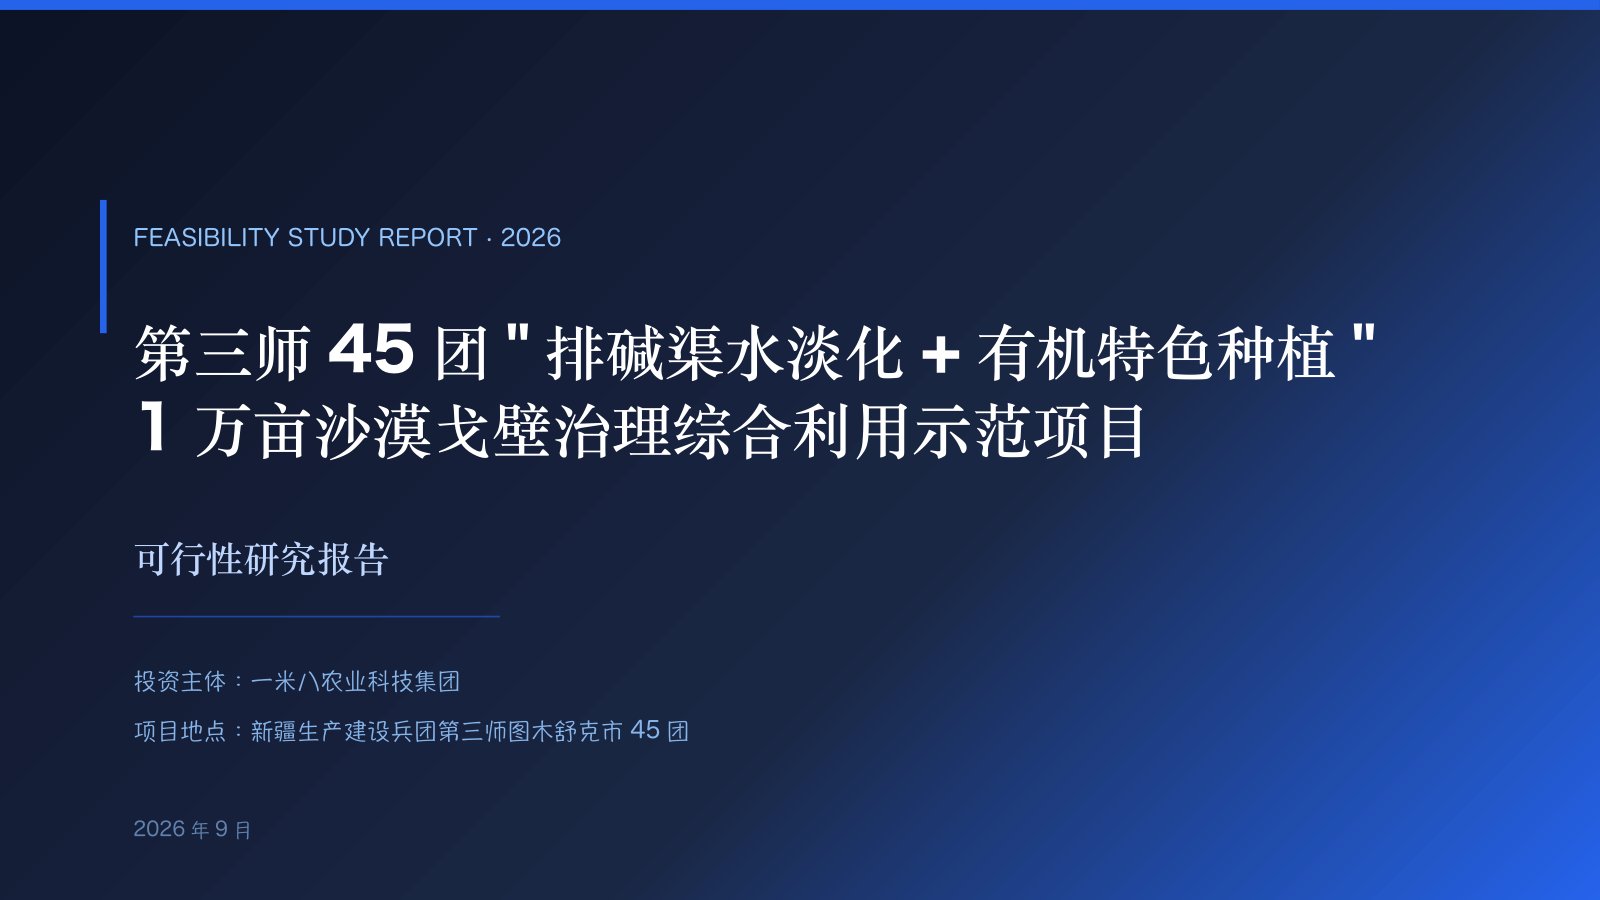 FEASIBILITY STUDY REPORT · 2026
第三师 45 团 " 排碱渠水淡化 + 有机特色种植 "
1 万亩沙漠戈壁治理综合利用示范项目
可行性研究报告
投资主体：一米八农业科技集团
项目地点：新疆生产建设兵团第三师图木舒克市 45 团
2026 年 9 月